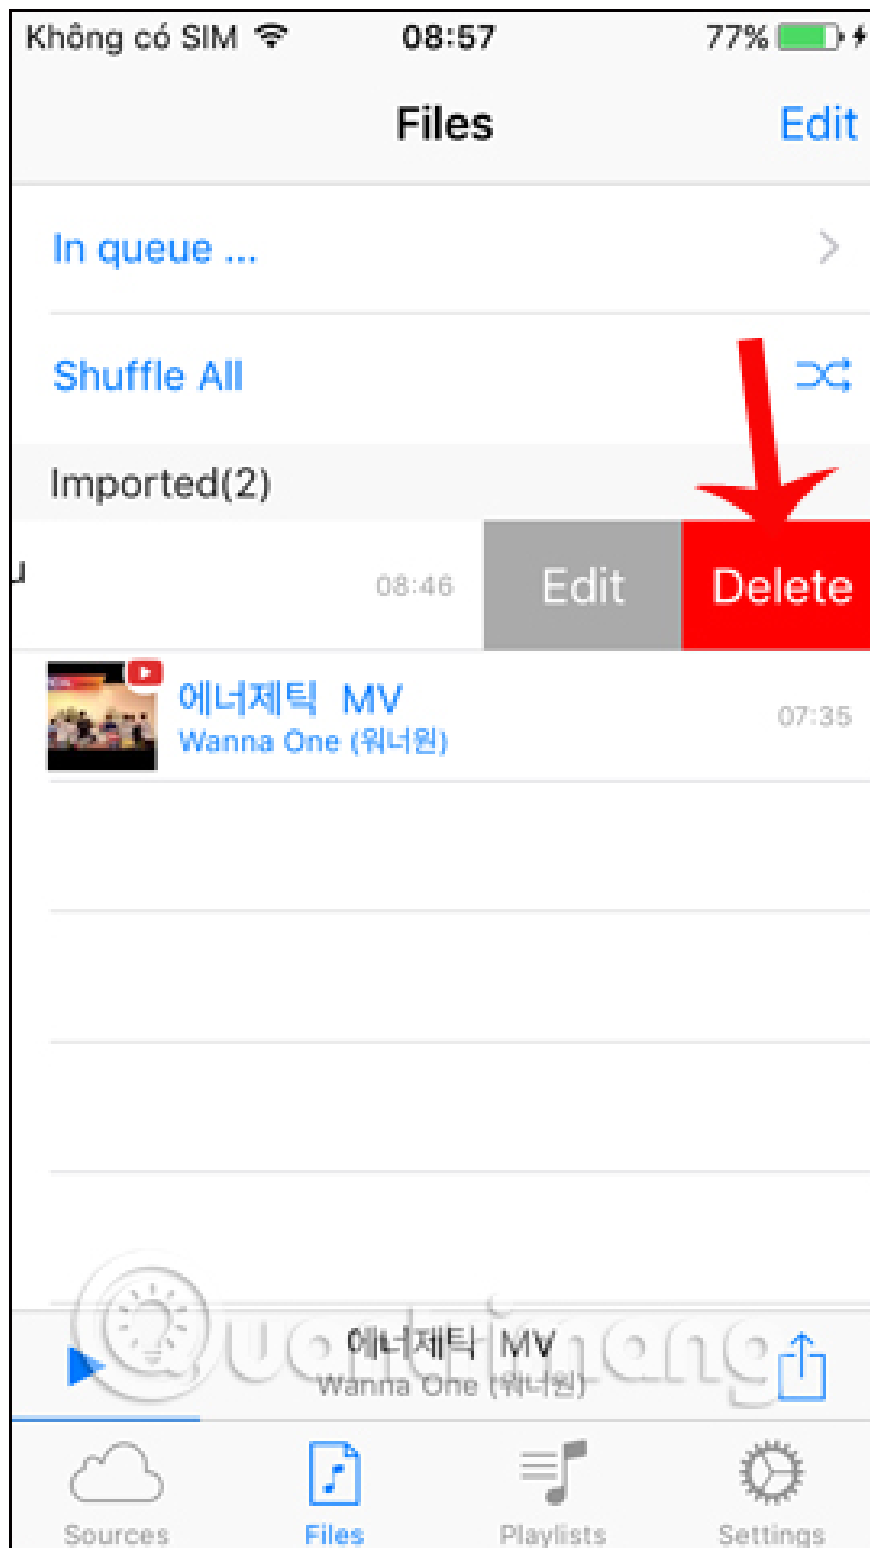 Không có SIM 08:57 77%
Files Edit
In queue ...
Shuffle All
Imported(2)
u 08:46 Edit Delete
에너제틱 MV
Wanna One (워너원) 07:35
에너제틱 MV
Wanna One (워너원)
Quantrimang
Sources Files Playlists Settings